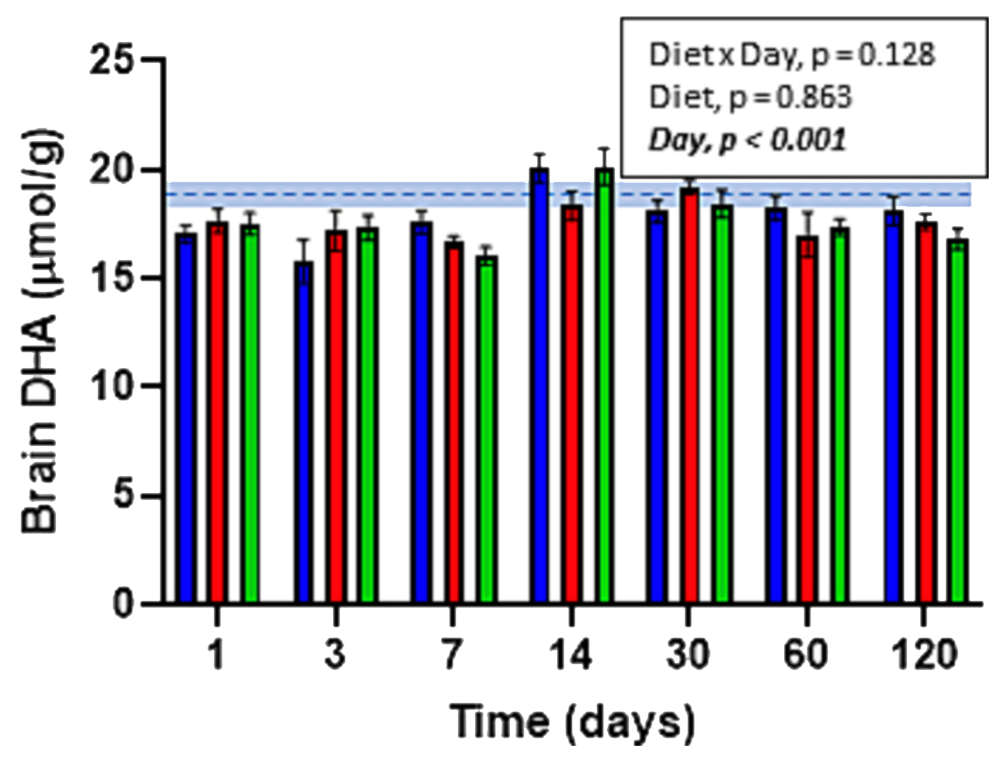 Diet x Day, p = 0.128
Diet, p = 0.863
Day, p < 0.001
Brain DHA (μmol/g)
25
20
15
10
5
0
1 3 7 14 30 60 120
Time (days)